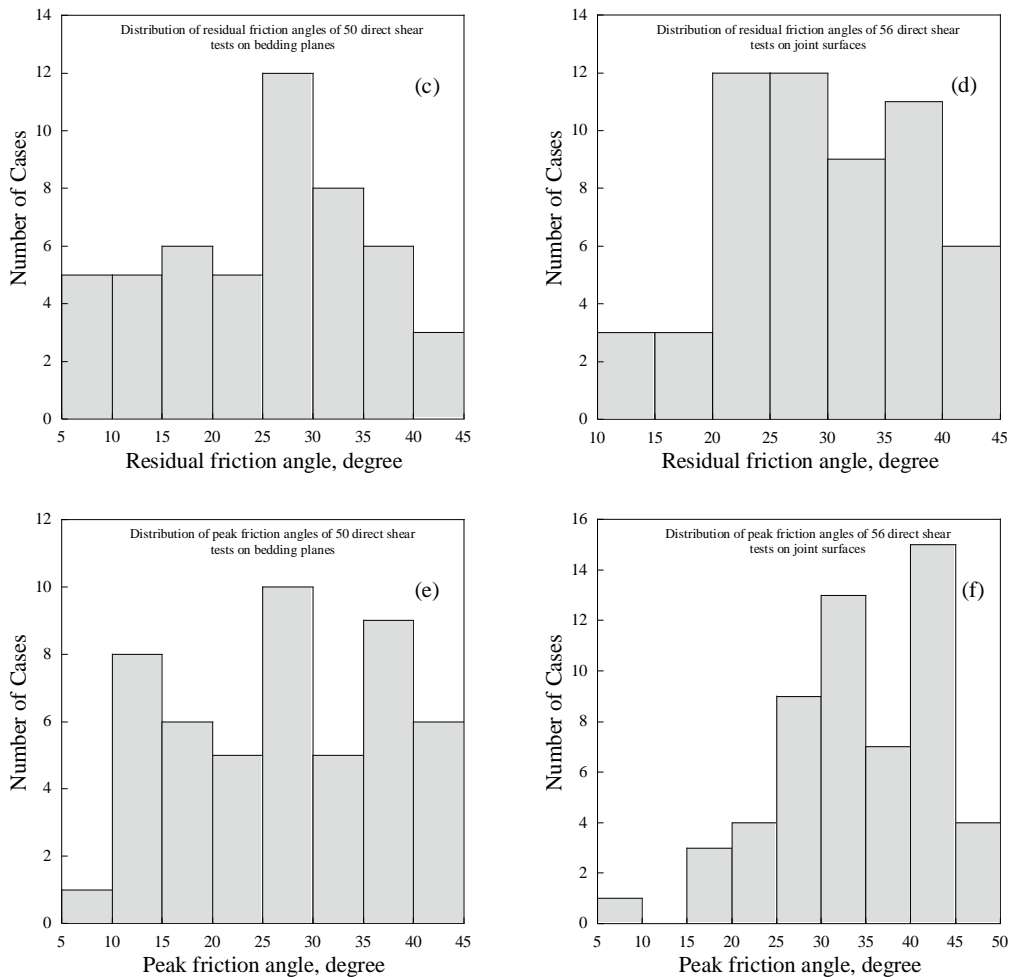 Distribution of residual friction angles of 50 direct shear
tests on bedding planes
(c)
14
12
10
8
6
4
2
0
Number of Cases
5 10 15 20 25 30 35 40 45
Residual friction angle, degree
Distribution of residual friction angles of 56 direct shear
tests on joint surfaces
(d)
14
12
10
8
6
4
2
0
Number of Cases
10 15 20 25 30 35 40 45
Residual friction angle, degree
Distribution of peak friction angles of 50 direct shear
tests on bedding planes
(e)
12
10
8
6
4
2
0
Number of Cases
5 10 15 20 25 30 35 40 45
Peak friction angle, degree
Distribution of peak friction angles of 56 direct shear
tests on joint surfaces
(f)
16
14
12
10
8
6
4
2
0
Number of Cases
5 10 15 20 25 30 35 40 45 50
Peak friction angle, degree